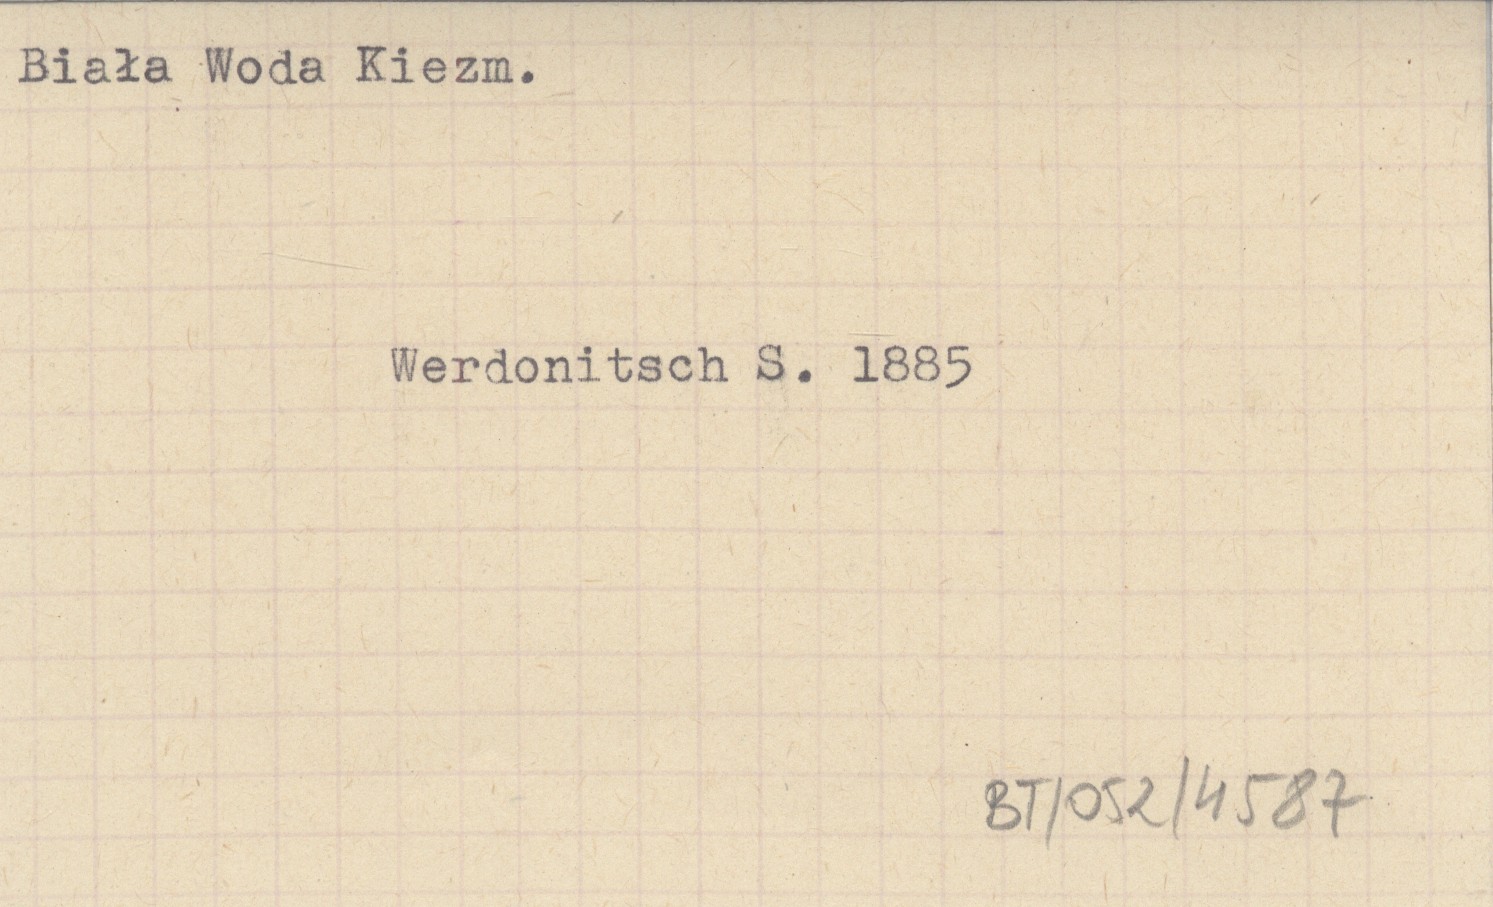 Biała Woda Kiezm.
Werdonitsch S. 1885
BT/052/4587